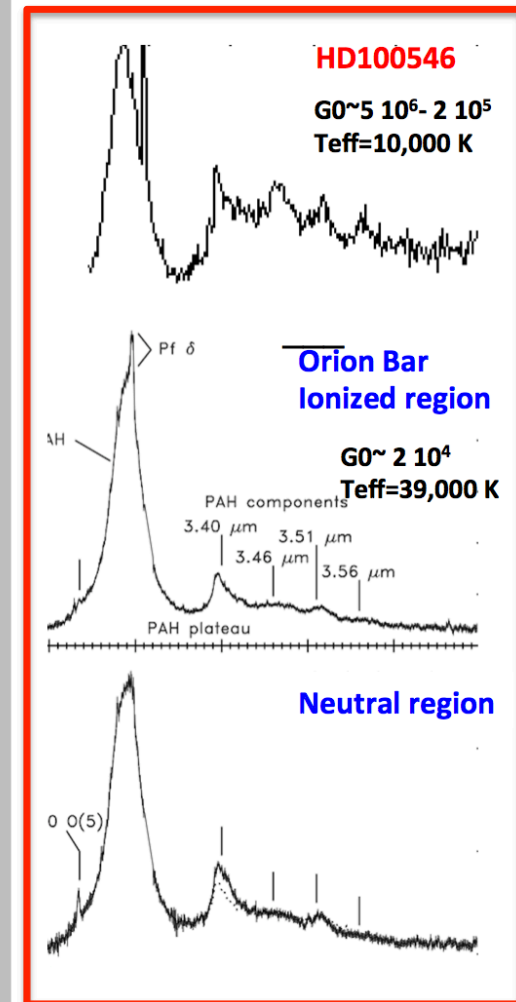 HD100546
G0~5 10⁶- 2 10⁵
Teff=10,000 K
Pf δ
Orion Bar
Ionized region
AH
G0~ 2 10⁴
Teff=39,000 K
PAH components
3.40 μm
3.51 μm
3.46 μm
3.56 μm
PAH plateau
Neutral region
0 O(5)